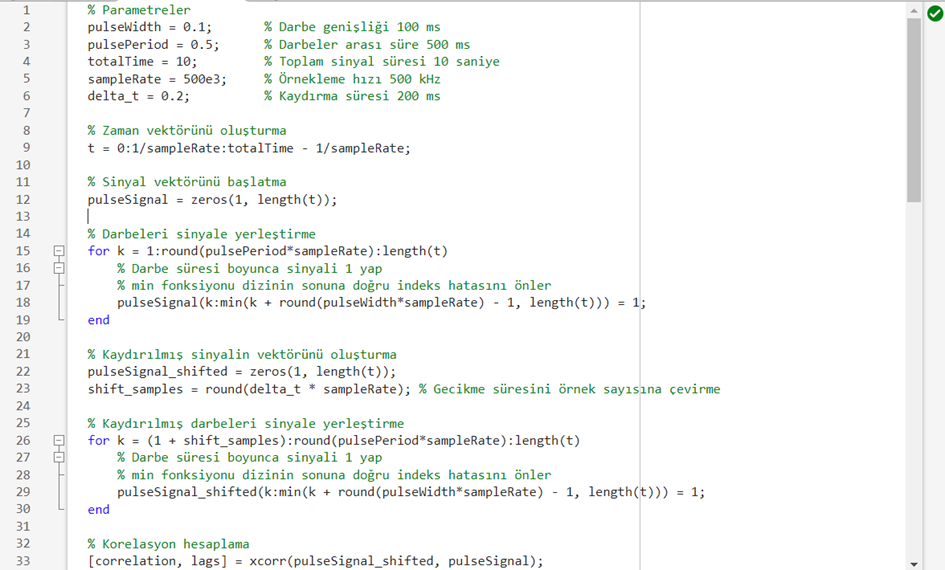 1 % Parametreler
2 pulseWidth = 0.1; % Darbe genişliği 100 ms
3 pulsePeriod = 0.5; % Darbeler arası süre 500 ms
4 totalTime = 10; % Toplam sinyal süresi 10 saniye
5 sampleRate = 500e3; % Örnekleme hızı 500 kHz
6 delta_t = 0.2; % Kaydırma süresi 200 ms
7
8 % Zaman vektörünü oluşturma
9 t = 0:1/sampleRate:totalTime - 1/sampleRate;
10
11 % Sinyal vektörünü başlatma
12 pulseSignal = zeros(1, length(t));
13
14 % Darbeleri sinyale yerleştirme
15 for k = 1:round(pulsePeriod*sampleRate):length(t)
16 % Darbe süresi boyunca sinyali 1 yap
17 % min fonksiyonu dizinin sonuna doğru indeks hatasını önler
18 pulseSignal(k:min(k + round(pulseWidth*sampleRate) - 1, length(t))) = 1;
19 end
20
21 % Kaydırılmış sinyalin vektörünü oluşturma
22 pulseSignal_shifted = zeros(1, length(t));
23 shift_samples = round(delta_t * sampleRate); % Gecikme süresini örnek sayısına çevirme
24
25 % Kaydırılmış darbeleri sinyale yerleştirme
26 for k = (1 + shift_samples):round(pulsePeriod*sampleRate):length(t)
27 % Darbe süresi boyunca sinyali 1 yap
28 % min fonksiyonu dizinin sonuna doğru indeks hatasını önler
29 pulseSignal_shifted(k:min(k + round(pulseWidth*sampleRate) - 1, length(t))) = 1;
30 end
31
32 % Korelasyon hesaplama
33 [correlation, lags] = xcorr(pulseSignal_shifted, pulseSignal);